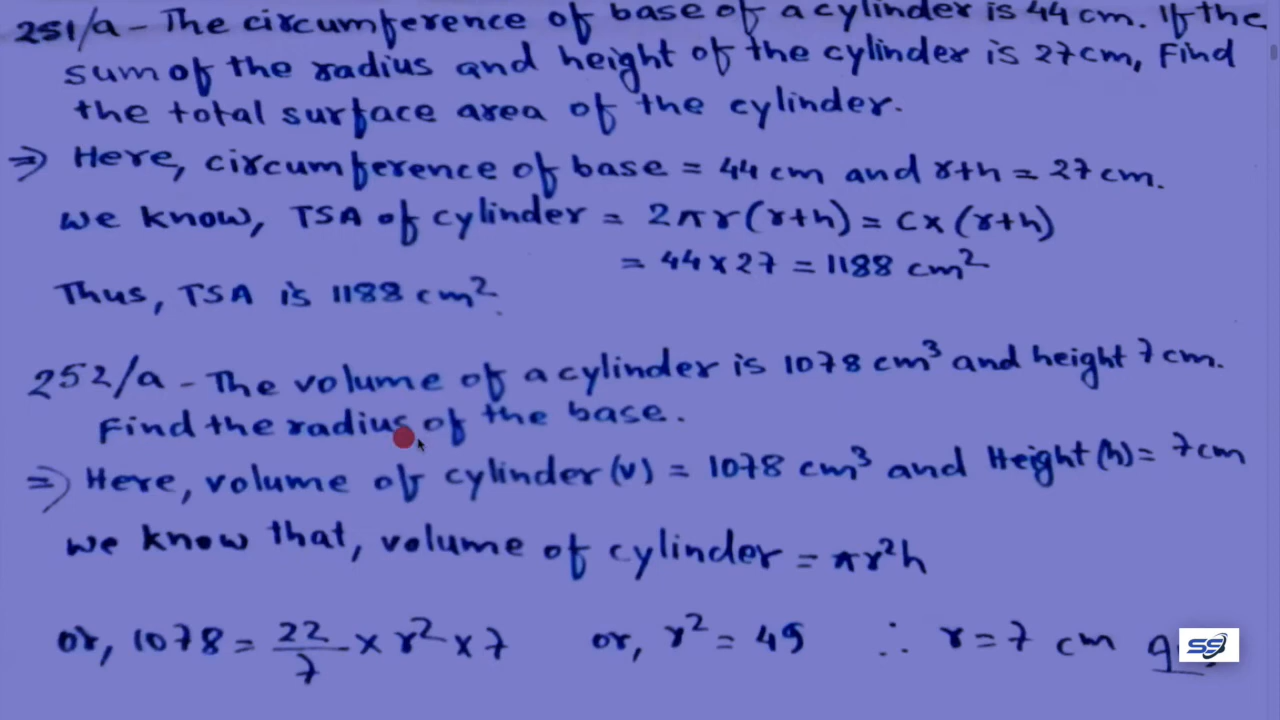 251/a - The circumference of base of a cylinder is 44 cm. If the
sum of the radius and height of the cylinder is 27cm, Find
the total surface area of the cylinder.
⇒ Here, circumference of base = 44 cm and r+h = 27 cm.
we know, TSA of cylinder = 2πr(r+h) = C×(r+h)
= 44×27 = 1188 cm²
Thus, TSA is 1188 cm².
252/a - The volume of a cylinder is 1078 cm³ and height 7 cm.
Find the radius of the base.
⇒ Here, volume of cylinder (v) = 1078 cm³ and Height (h) = 7cm
we know that, volume of cylinder = πr²h
or, 1078 = 22/7 × r² × 7 or, r² = 49 ∴ r = 7 cm
SS